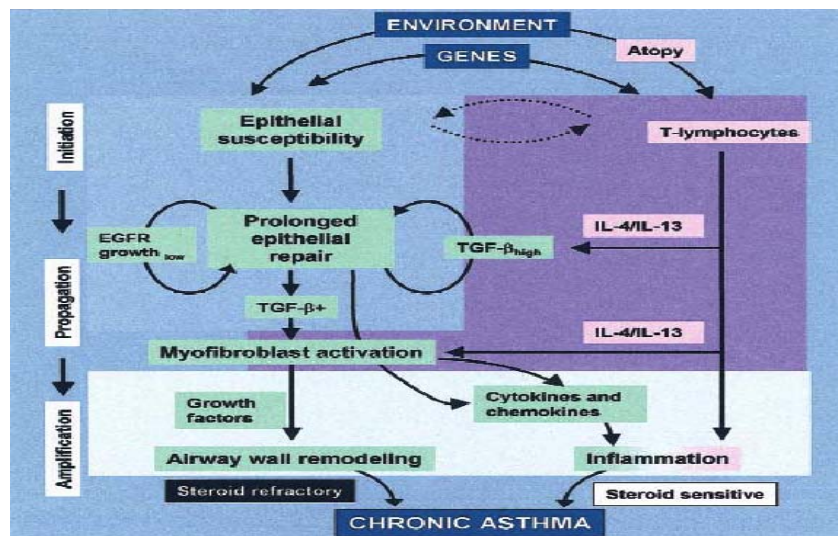 ENVIRONMENT
GENES
Atopy
Epithelial
susceptibility
T-lymphocytes
Initiation
Prolonged
epithelial
repair
EGFR
growth low
TGF-βhigh
IL-4/IL-13
TGF-β+
Propagation
IL-4/IL-13
Myofibroblast activation
Growth
factors
Cytokines and
chemokines
Amplification
Airway wall remodeling
Inflammation
Steroid refractory
Steroid sensitive
CHRONIC ASTHMA